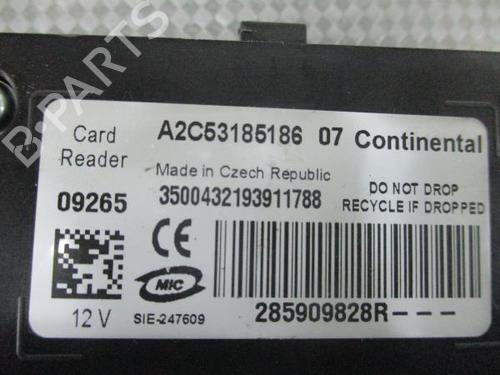 Card
Reader
A2C53185186 07 Continental
Made in Czech Republic
09265
3500432193911788
DO NOT DROP
RECYCLE IF DROPPED
CE
MIC
12 V
SIE-247609
285909828R---
B-PARTS